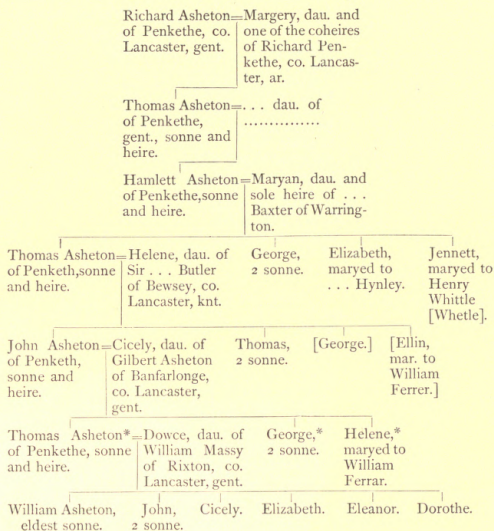 Richard Asheton=Margery, dau. and
of Penkethe, co. one of the coheires
Lancaster, gent. of Richard Pen-
kethe, co. Lancas-
ter, ar.
Thomas Asheton=. . . dau. of
of Penkethe, ...............
gent., sonne and
heire.
Hamlett Asheton=Maryan, dau. and
of Penkethe,sonne sole heire of . . .
and heire. Baxter of Warring-
ton.
Thomas Asheton=Helene, dau. of George, Elizabeth, Jennett,
of Penketh,sonne Sir . . . Butler 2 sonne. maryed to maryed to
and heire. of Bewsey, co. . . . Hynley. Henry
Lancaster, knt. Whittle
[Whetle].
John Asheton=Cicely, dau. of Thomas, [George.] [Ellin,
of Penketh, Gilbert Asheton 2 sonne. mar. to
sonne and of Banfarlonge, William
heire. co. Lancaster, Ferrer.]
gent.
Thomas Asheton*=Dowce, dau. of George,* Helene,*
of Penkethe, sonne William Massy 2 sonne. maryed to
and heire. of Rixton, co. William
Lancaster, gent. Ferrar.
William Asheton, John, Cicely. Elizabeth. Eleanor. Dorothe.
eldest sonne. 2 sonne.